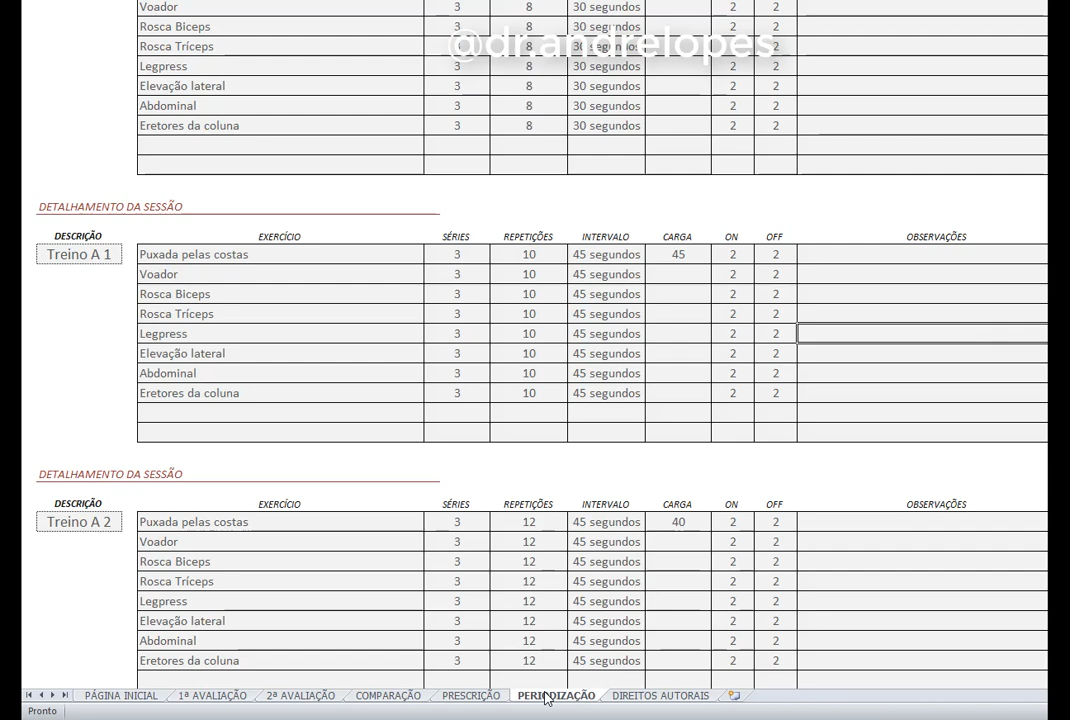 Voador 3 8 30 segundos 2 2
@dr.andrelopes
Rosca Biceps 3 8 30 segundos 2 2
Rosca Tríceps 3 8 30 segundos 2 2
Legpress 3 8 30 segundos 2 2
Elevação lateral 3 8 30 segundos 2 2
Abdominal 3 8 30 segundos 2 2
Eretores da coluna 3 8 30 segundos 2 2
DETALHAMENTO DA SESSÃO
DESCRIÇÃO EXERCÍCIO SÉRIES REPETIÇÕES INTERVALO CARGA ON OFF OBSERVAÇÕES
Treino A 1 Puxada pelas costas 3 10 45 segundos 45 2 2
Voador 3 10 45 segundos 2 2
Rosca Biceps 3 10 45 segundos 2 2
Rosca Tríceps 3 10 45 segundos 2 2
Legpress 3 10 45 segundos 2 2
Elevação lateral 3 10 45 segundos 2 2
Abdominal 3 10 45 segundos 2 2
Eretores da coluna 3 10 45 segundos 2 2
DETALHAMENTO DA SESSÃO
DESCRIÇÃO EXERCÍCIO SÉRIES REPETIÇÕES INTERVALO CARGA ON OFF OBSERVAÇÕES
Treino A 2 Puxada pelas costas 3 12 45 segundos 40 2 2
Voador 3 12 45 segundos 2 2
Rosca Biceps 3 12 45 segundos 2 2
Rosca Tríceps 3 12 45 segundos 2 2
Legpress 3 12 45 segundos 2 2
Elevação lateral 3 12 45 segundos 2 2
Abdominal 3 12 45 segundos 2 2
Eretores da coluna 3 12 45 segundos 2 2
PÁGINA INICIAL 1ª AVALIAÇÃO 2ª AVALIAÇÃO COMPARAÇÃO PRESCRIÇÃO PERIODIZAÇÃO DIREITOS AUTORAIS
Pronto